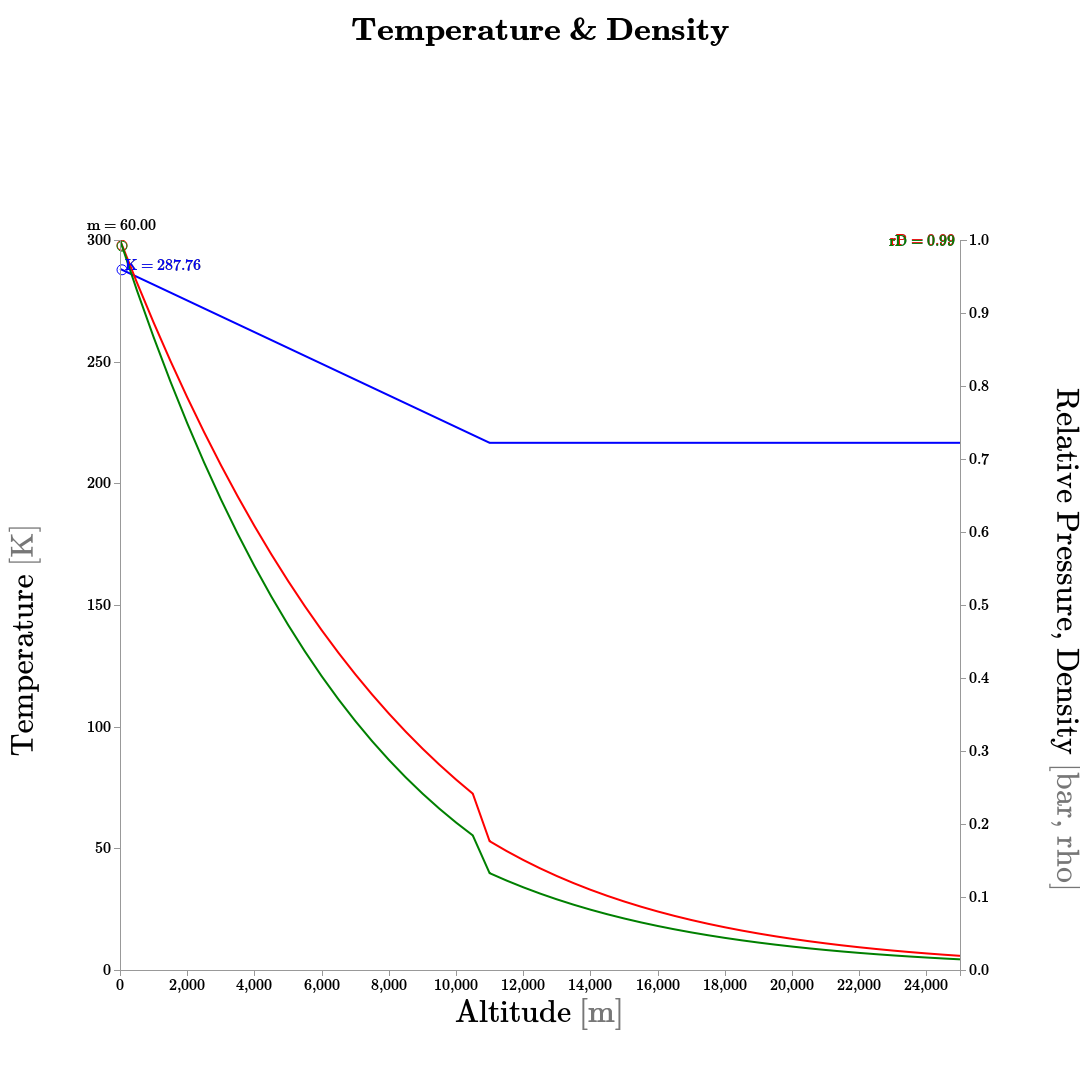 Temperature & Density
m = 60.00
K = 287.76
= 0.99
300
250
200
150
100
50
0
1.0
0.9
0.8
0.7
0.6
0.5
0.4
0.3
0.2
0.1
0.0
0 2,000 4,000 6,000 8,000 10,000 12,000 14,000 16,000 18,000 20,000 22,000 24,000
Temperature [K]
Altitude [m]
Relative Pressure, Density [bar, rho]